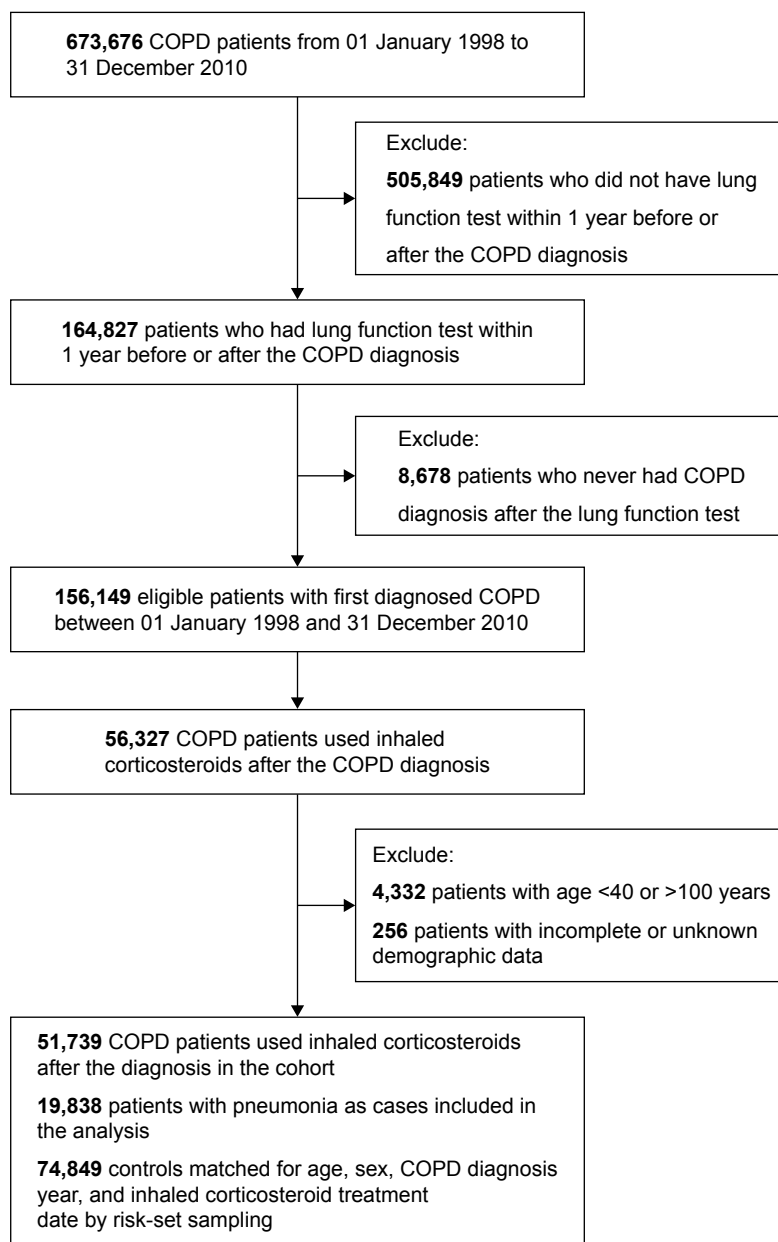 673,676 COPD patients from 01 January 1998 to
31 December 2010
Exclude:
505,849 patients who did not have lung
function test within 1 year before or
after the COPD diagnosis
164,827 patients who had lung function test within
1 year before or after the COPD diagnosis
Exclude:
8,678 patients who never had COPD
diagnosis after the lung function test
156,149 eligible patients with first diagnosed COPD
between 01 January 1998 and 31 December 2010
56,327 COPD patients used inhaled
corticosteroids after the COPD diagnosis
Exclude:
4,332 patients with age <40 or >100 years
256 patients with incomplete or unknown
demographic data
51,739 COPD patients used inhaled corticosteroids
after the diagnosis in the cohort
19,838 patients with pneumonia as cases included in
the analysis
74,849 controls matched for age, sex, COPD diagnosis
year, and inhaled corticosteroid treatment
date by risk-set sampling